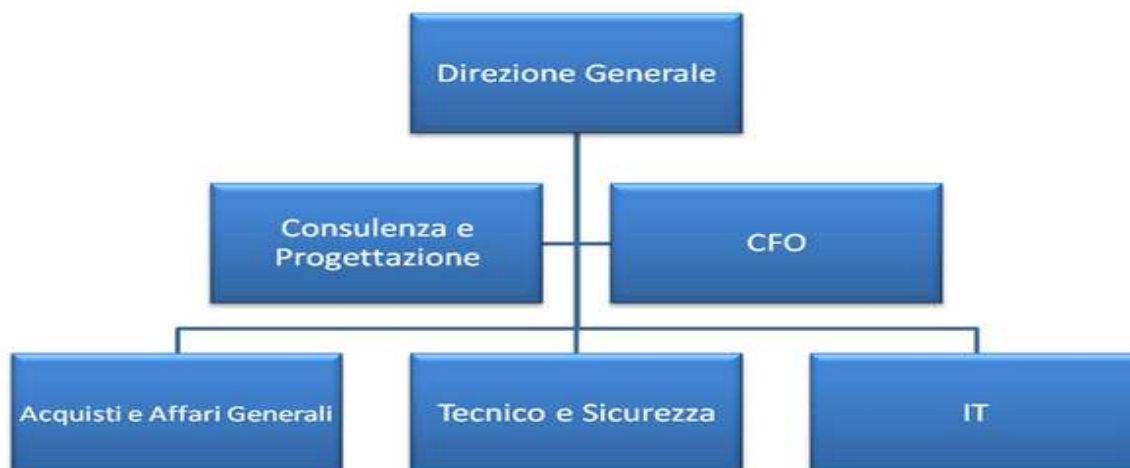 Direzione Generale
Consulenza e
Progettazione
CFO
Acquisti e Affari Generali
Tecnico e Sicurezza
IT